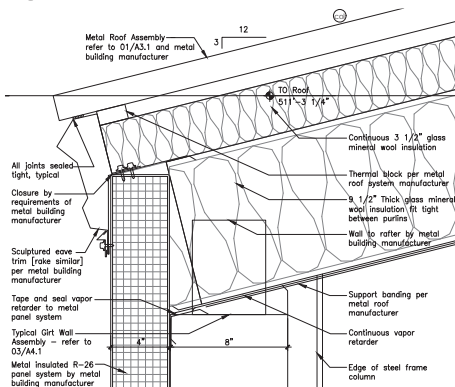 CD1
Metal Roof Assembly
refer to 01/A3.1 and metal
building manufacturer
12
3
TO Roof
511'-3 1/4"
All joints sealed
tight, typical
Closure by
requirements of
metal building
manufacturer
Sculptured eave
trim [rake similar]
per metal building
manufacturer
Tape and seal vapor
retarder to metal
panel system
Typical Girt Wall
Assembly - refer to
03/A4.1
Metal insulated R-26
panel system by metal
building manufacturer
4"
8"
Continuous 3 1/2" glass
mineral wool insulation
Thermal block per metal
roof system manufacturer
9 1/2" Thick glass mineral
wool insulation fit tight
between purlins
Wall to rafter by metal
building manufacturer
Support banding per
metal roof
manufacturer
Continuous vapor
retarder
Edge of steel frame
column